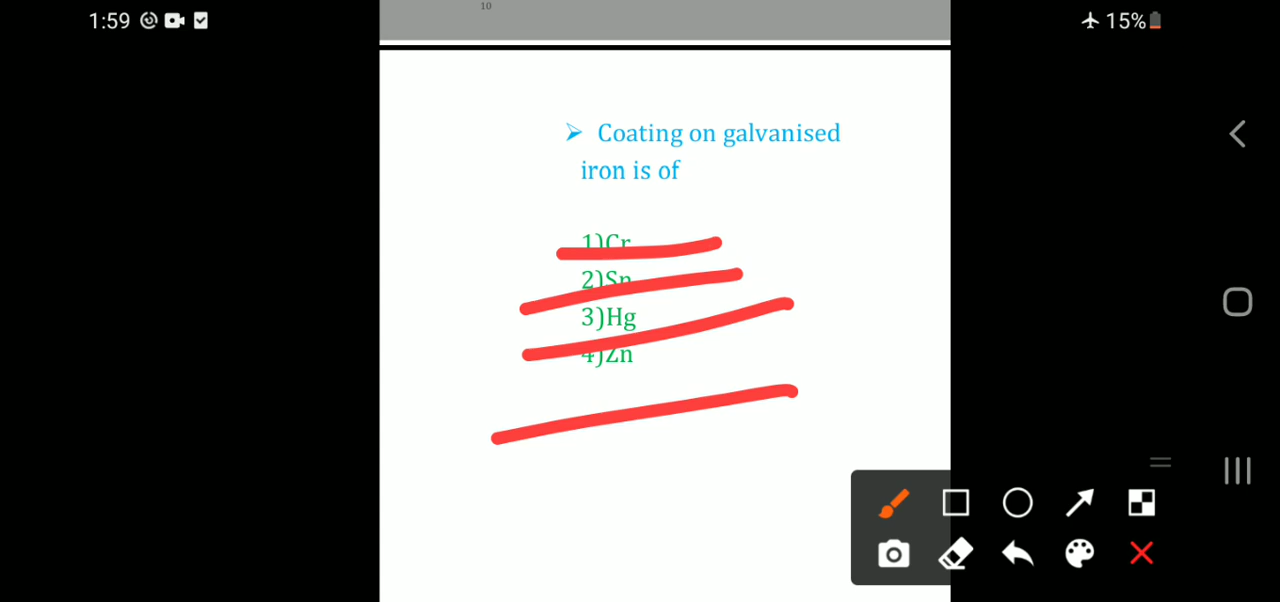 1:59
15%
10
➢ Coating on galvanised
iron is of
1)Cr
2)Sn
3)Hg
4)Zn